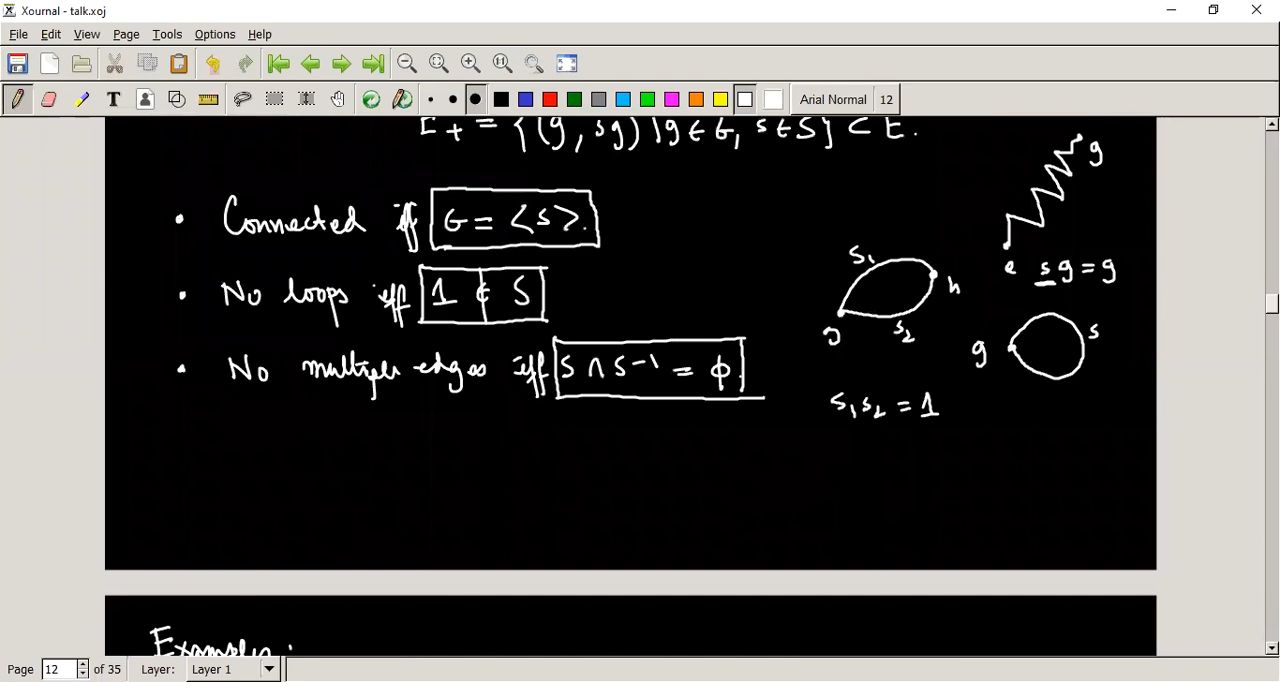 Xournal - talk.xoj
File Edit View Page Tools Options Help
Arial Normal 12
E+ = {(g, sg) | g ∈ G, s ∈ S} ⊂ E.
• Connected iff G = <S>.
• No loops iff 1 ∉ S
• No multiple edges iff S ∩ S⁻¹ = φ.
g
e
sg = g
s₁
h
g
s₂
g
s
s₁s₂ = 1
Examples:
Page 12 of 35 Layer: Layer 1